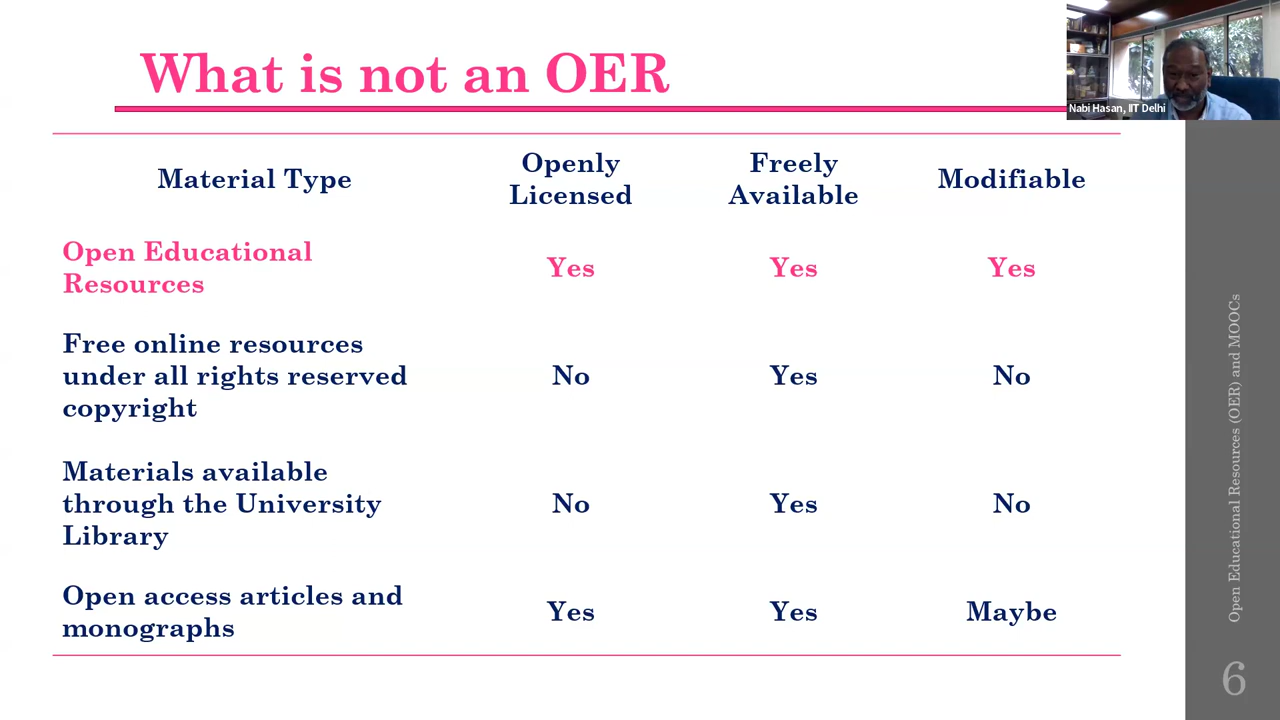 What is not an OER
Nabi Hasan, IIT Delhi
Material Type
Openly
Licensed
Freely
Available
Modifiable
Open Educational
Resources
Yes
Yes
Yes
Free online resources
under all rights reserved
copyright
No
Yes
No
Materials available
through the University
Library
No
Yes
No
Open access articles and
monographs
Yes
Yes
Maybe
Open Educational Resources (OER) and MOOCs
6